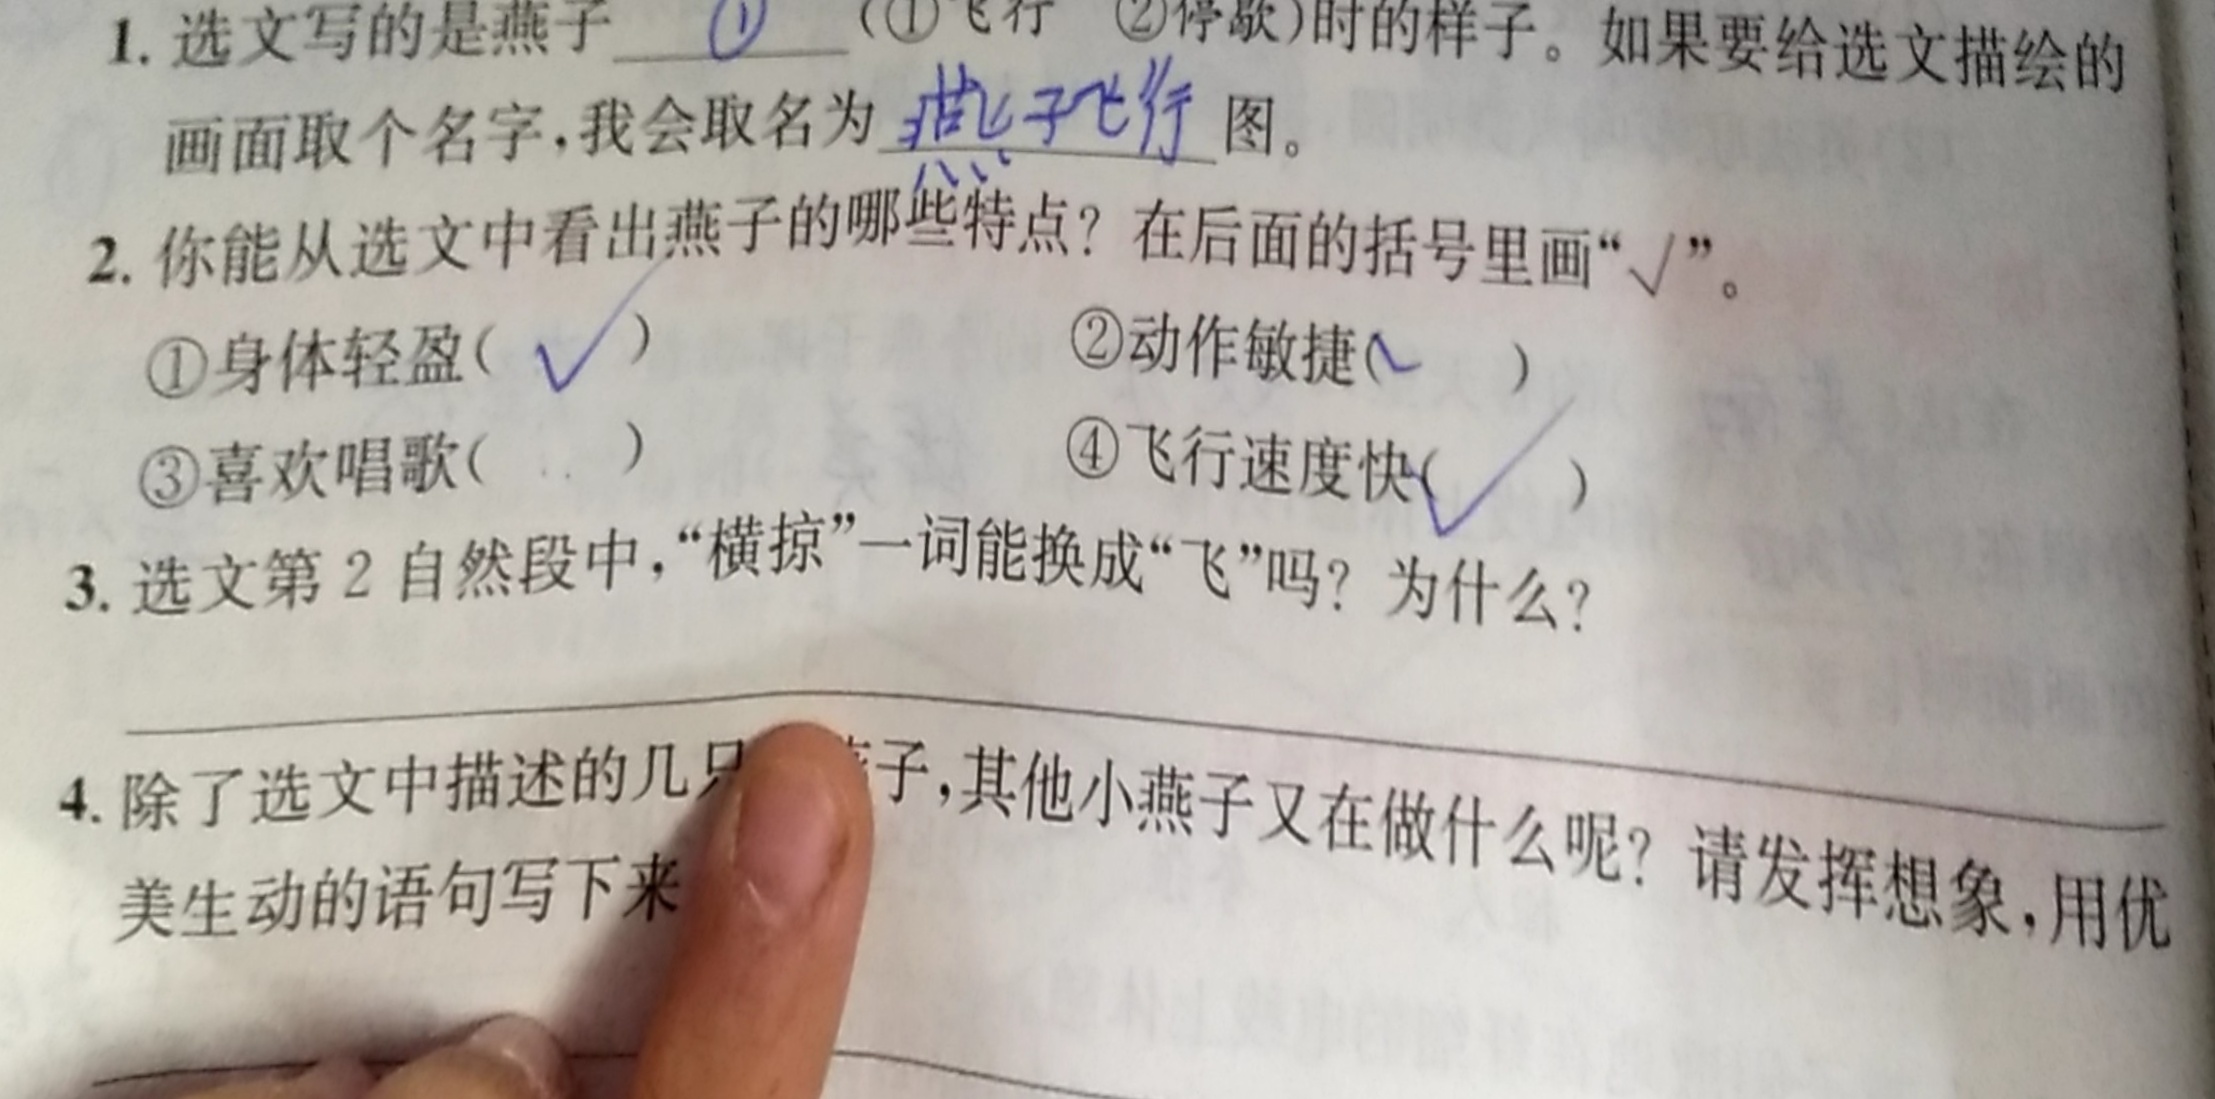 1. 选文写的是燕子 ① (①飞行 ②停歇)时的样子。如果要给选文描绘的
画面取个名字,我会取名为 燕子飞行 图。
2. 你能从选文中看出燕子的哪些特点? 在后面的括号里画“√”。
①身体轻盈( √ ) ②动作敏捷( √ )
③喜欢唱歌( ) ④飞行速度快( √ )
3. 选文第 2 自然段中,“横掠”一词能换成“飞”吗? 为什么?
4. 除了选文中描述的几只 子,其他小燕子又在做什么呢? 请发挥想象,用优
美生动的语句写下来